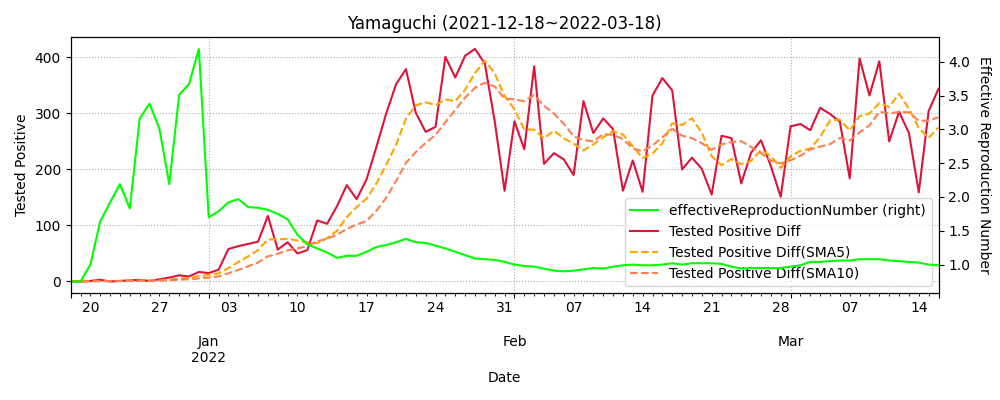 Yamaguchi (2021-12-18~2022-03-18)
Tested Positive
400
300
200
100
0
4.0
3.5
3.0
2.5
2.0
1.5
1.0
Effective Reproduction Number
effectiveReproductionNumber (right)
Tested Positive Diff
Tested Positive Diff(SMA5)
Tested Positive Diff(SMA10)
20 27 03 10 17 24 31 07 14 21 28 07 14
Jan Feb Mar
2022
Date